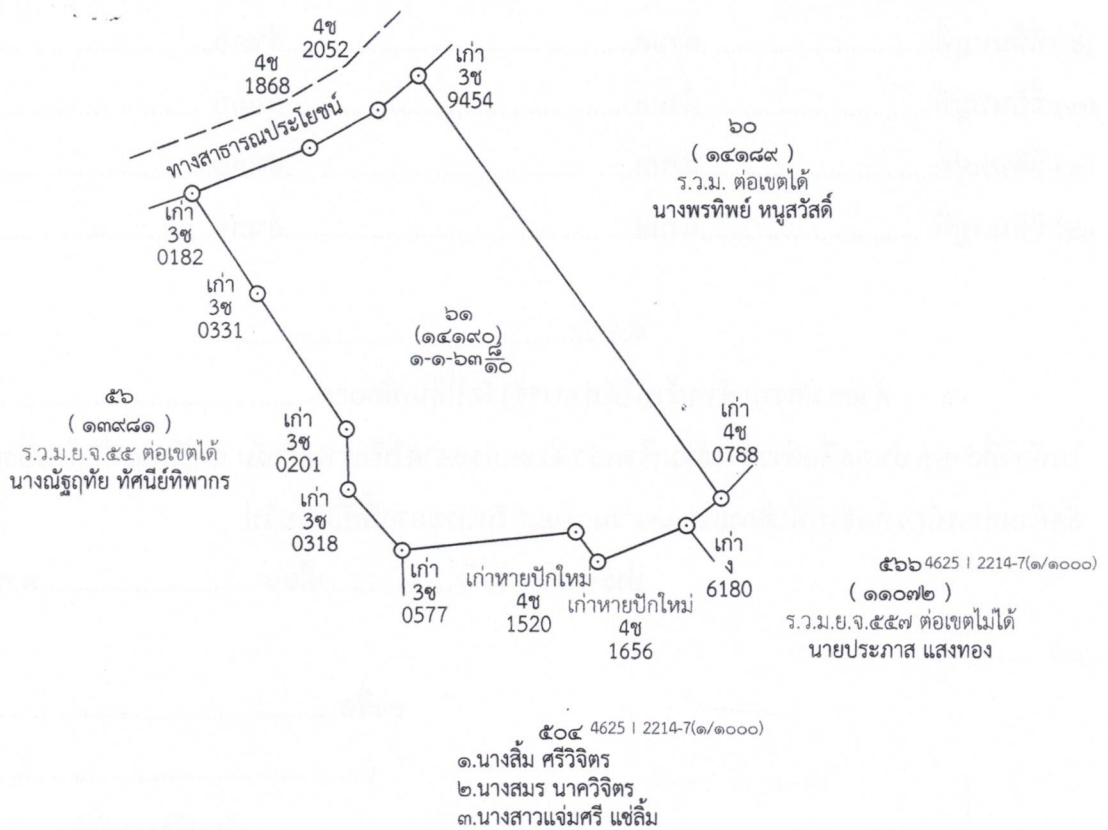 4ช
2052
4ช
1868
ทางสาธารณประโยชน์
เก่า
3ช
9454
๖๐
( ๑๔๑๘๙ )
ร.ว.ม. ต่อเขตได้
นางพรทิพย์ หนูสวัสดิ์
เก่า
3ช
0182
เก่า
3ช
0331
๖๑
(๑๔๑๙๐)
๑-๑-๖๓ ๘/๑๐
๕๖
( ๑๓๙๘๑ )
ร.ว.ม.ย.จ.๕๕ ต่อเขตได้
นางณัฐฤทัย ทัศนีย์ทิพากร
เก่า
3ช
0201
เก่า
3ช
0318
เก่า
3ช
0577
เก่า
4ช
0768
เก่า
ง
6180
เก่าหายปักใหม่
4ช
1520
เก่าหายปักใหม่
4ช
1656
๕๖๖ 4625 I 2214-7(๑/๑๐๐๐)
( ๑๑๐๗๒ )
ร.ว.ม.ย.จ.๕๕๗ ต่อเขตไม่ได้
นายประภาส แสงทอง
๕๐๔ 4625 I 2214-7(๑/๑๐๐๐)
๑.นางสิ้ม ศรีวิจิตร
๒.นางสมร นาควิจิตร
๓.นางสาวแจ่มศรี แซ่ลิ้ม